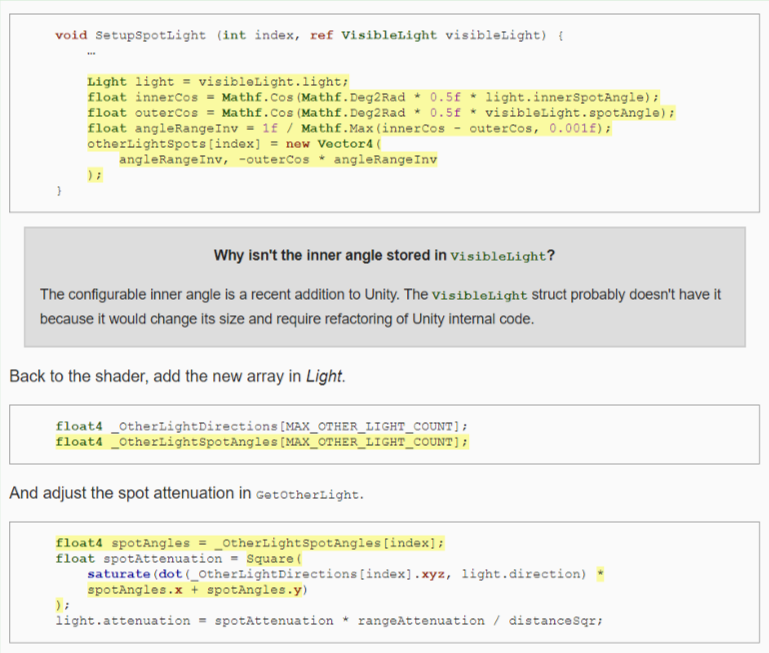 void SetupSpotLight (int index, ref VisibleLight visibleLight) {
…
Light light = visibleLight.light;
float innerCos = Mathf.Cos(Mathf.Deg2Rad * 0.5f * light.innerSpotAngle);
float outerCos = Mathf.Cos(Mathf.Deg2Rad * 0.5f * visibleLight.spotAngle);
float angleRangeInv = 1f / Mathf.Max(innerCos - outerCos, 0.001f);
otherLightSpots[index] = new Vector4(
angleRangeInv, -outerCos * angleRangeInv
);
}
Why isn't the inner angle stored in VisibleLight?
The configurable inner angle is a recent addition to Unity. The VisibleLight struct probably doesn't have it
because it would change its size and require refactoring of Unity internal code.
Back to the shader, add the new array in Light.
float4 _OtherLightDirections[MAX_OTHER_LIGHT_COUNT];
float4 _OtherLightSpotAngles[MAX_OTHER_LIGHT_COUNT];
And adjust the spot attenuation in GetOtherLight.
float4 spotAngles = _OtherLightSpotAngles[index];
float spotAttenuation = Square(
saturate(dot(_OtherLightDirections[index].xyz, light.direction) *
spotAngles.x + spotAngles.y)
);
light.attenuation = spotAttenuation * rangeAttenuation / distanceSqr;